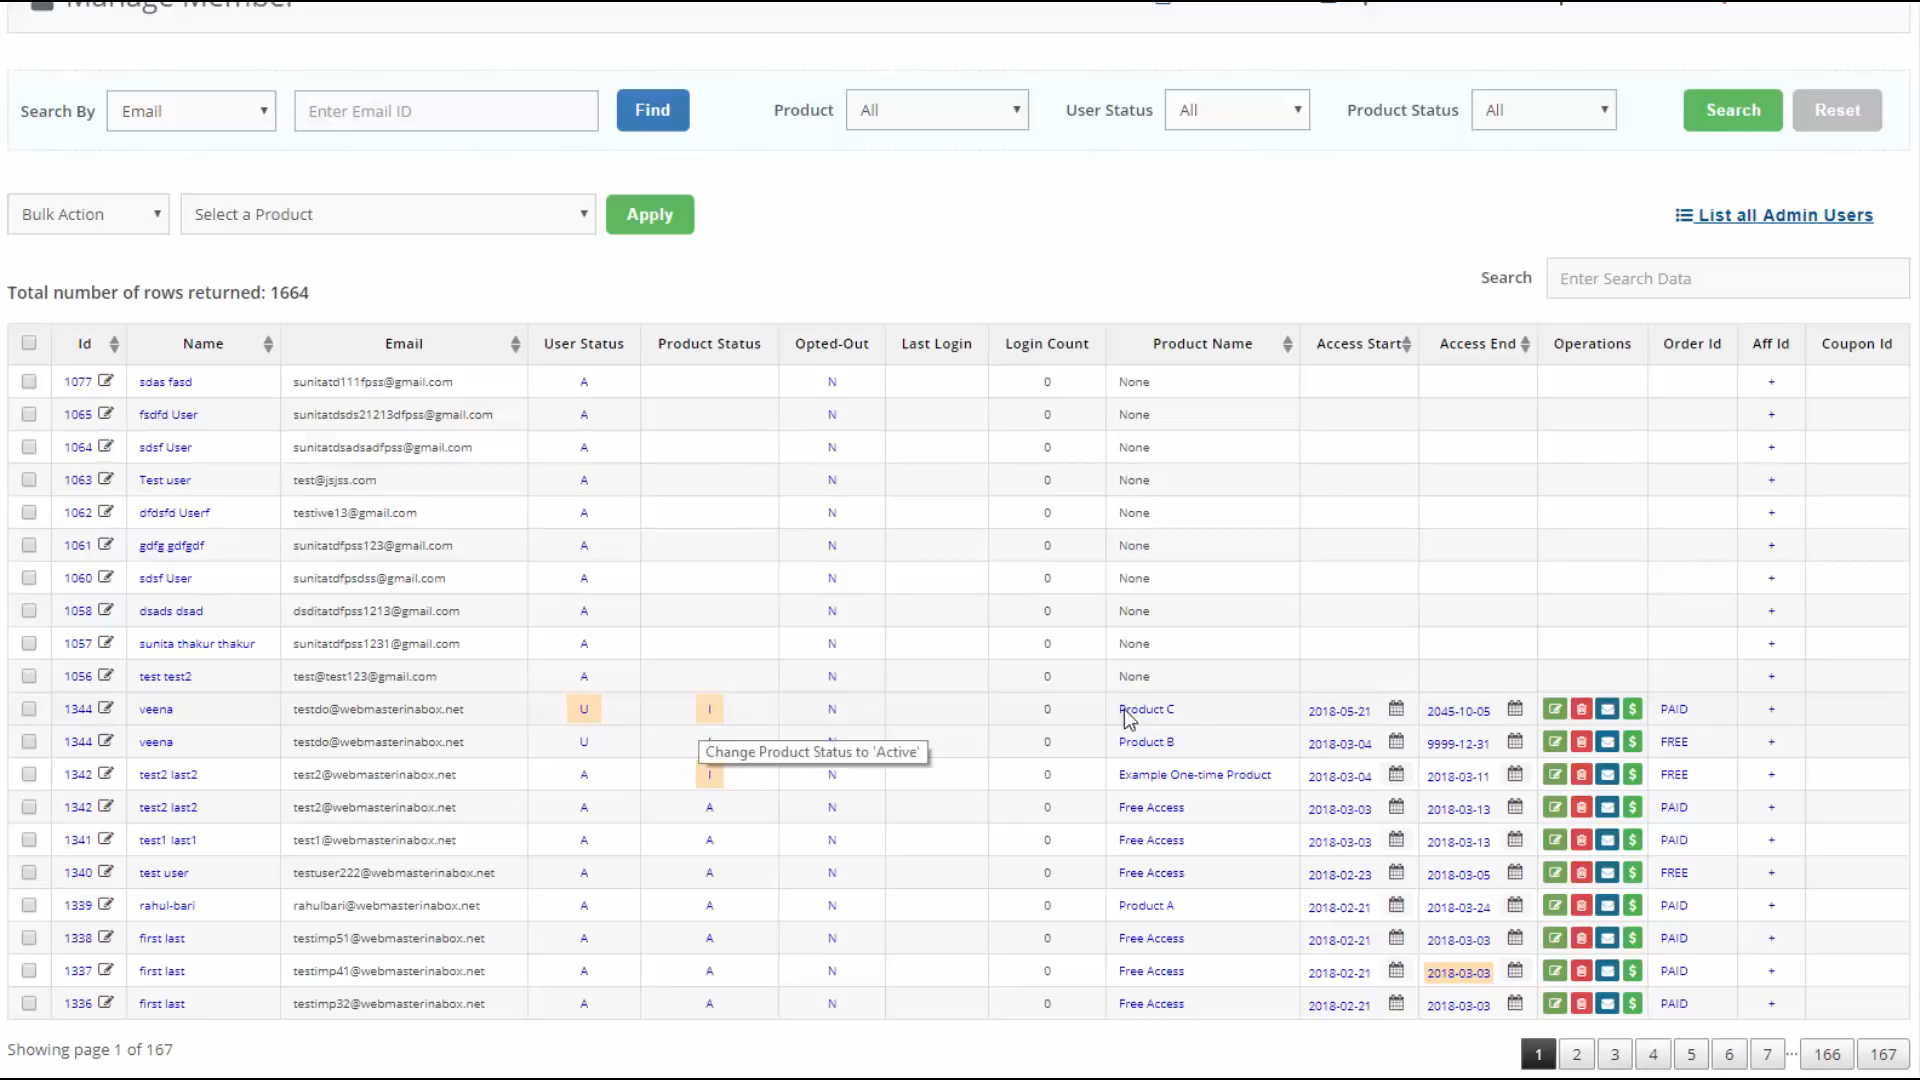 Manage Member
Search By Email Enter Email ID Find Product All User Status All Product Status All Search Reset
Bulk Action Select a Product Apply List all Admin Users
Search Enter Search Data
Total number of rows returned: 1664
Id Name Email User Status Product Status Opted-Out Last Login Login Count Product Name Access Start Access End Operations Order Id Aff Id Coupon Id
1077 sdas fasd sunitatd111fpss@gmail.com A N 0 None +
1065 fsdfd User sunitatdsds21213dfpss@gmail.com A N 0 None +
1064 sdsf User sunitatdsadsadfpss@gmail.com A N 0 None +
1063 Test user test@jsjss.com A N 0 None +
1062 dfdsfd Userf testiwe13@gmail.com A N 0 None +
1061 gdfg gdfgdf sunitatdfpss123@gmail.com A N 0 None +
1060 sdsf User sunitatdfpsdss@gmail.com A N 0 None +
1058 dsads dsad dsditatdfpss1213@gmail.com A N 0 None +
1057 sunita thakur thakur sunitatdfpss1231@gmail.com A N 0 None +
1056 test test2 test@test123@gmail.com A N 0 None +
1344 veena testdo@webmasterinabox.net U I N 0 Product C 2018-05-21 2045-10-05 $ PAID +
1344 veena testdo@webmasterinabox.net U 0 Product B 2018-03-04 9999-12-31 $ FREE +
Change Product Status to 'Active'
1342 test2 last2 test2@webmasterinabox.net A I N 0 Example One-time Product 2018-03-04 2018-03-11 $ FREE +
1342 test2 last2 test2@webmasterinabox.net A A N 0 Free Access 2018-03-03 2018-03-13 $ PAID +
1341 test1 last1 test1@webmasterinabox.net A A N 0 Free Access 2018-03-03 2018-03-13 $ PAID +
1340 test user testuser222@webmasterinabox.net A A N 0 Free Access 2018-02-23 2018-03-05 $ FREE +
1339 rahul-bari rahulbari@webmasterinabox.net A A N 0 Product A 2018-02-21 2018-03-24 $ PAID +
1338 first last testimp51@webmasterinabox.net A A N 0 Free Access 2018-02-21 2018-03-03 $ PAID +
1337 first last testimp41@webmasterinabox.net A A N 0 Free Access 2018-02-21 2018-03-03 $ PAID +
1336 first last testimp32@webmasterinabox.net A A N 0 Free Access 2018-02-21 2018-03-03 $ PAID +
Showing page 1 of 167 1 2 3 4 5 6 7 ... 166 167